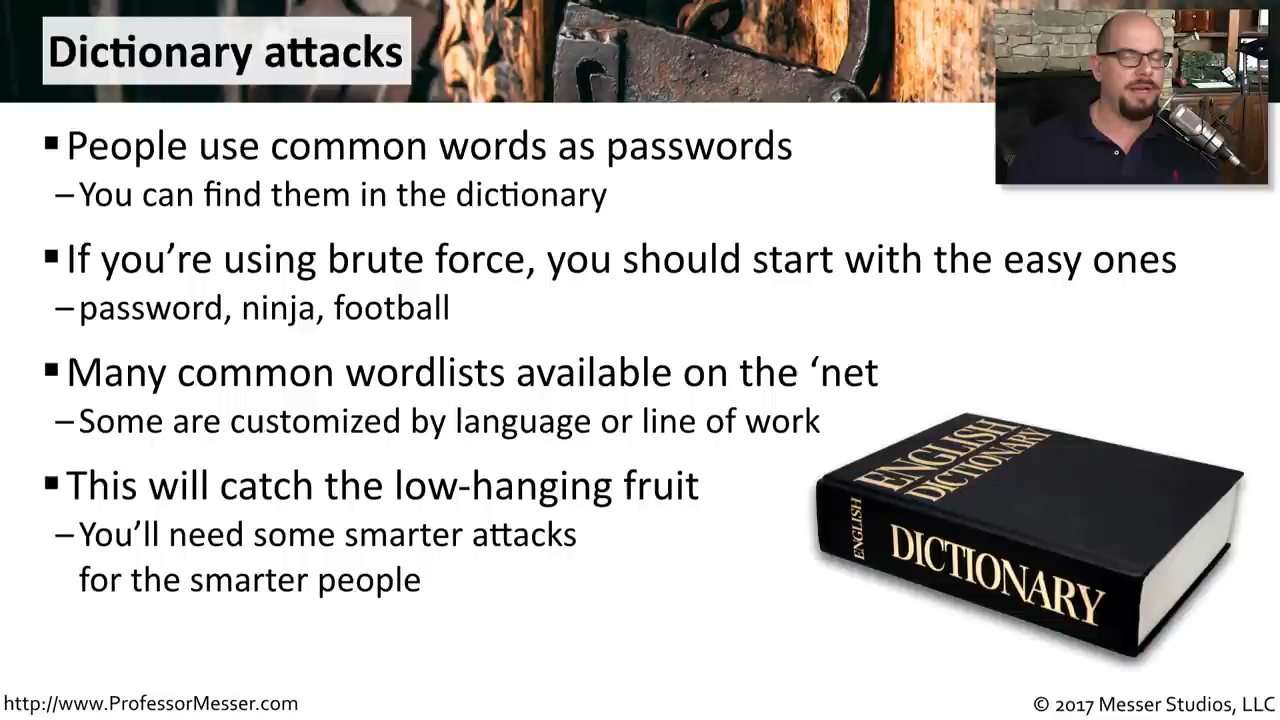 Dictionary attacks
▪ People use common words as passwords
– You can find them in the dictionary
▪ If you’re using brute force, you should start with the easy ones
– password, ninja, football
▪ Many common wordlists available on the ‘net
– Some are customized by language or line of work
▪ This will catch the low-hanging fruit
– You’ll need some smarter attacks
for the smarter people
ENGLISH
DICTIONARY
ENGLISH
DICTIONARY
http://www.ProfessorMesser.com
© 2017 Messer Studios, LLC